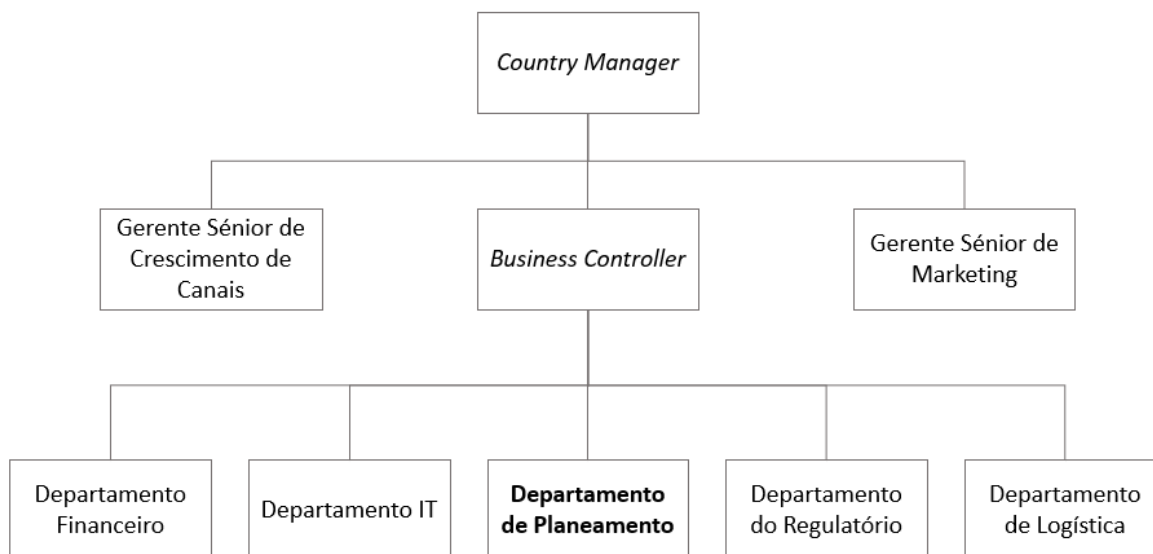 Country Manager
Gerente Sénior de
Crescimento de
Canais
Business Controller
Gerente Sénior de
Marketing
Departamento
Financeiro
Departamento IT
Departamento
de Planeamento
Departamento
do Regulatório
Departamento
de Logística